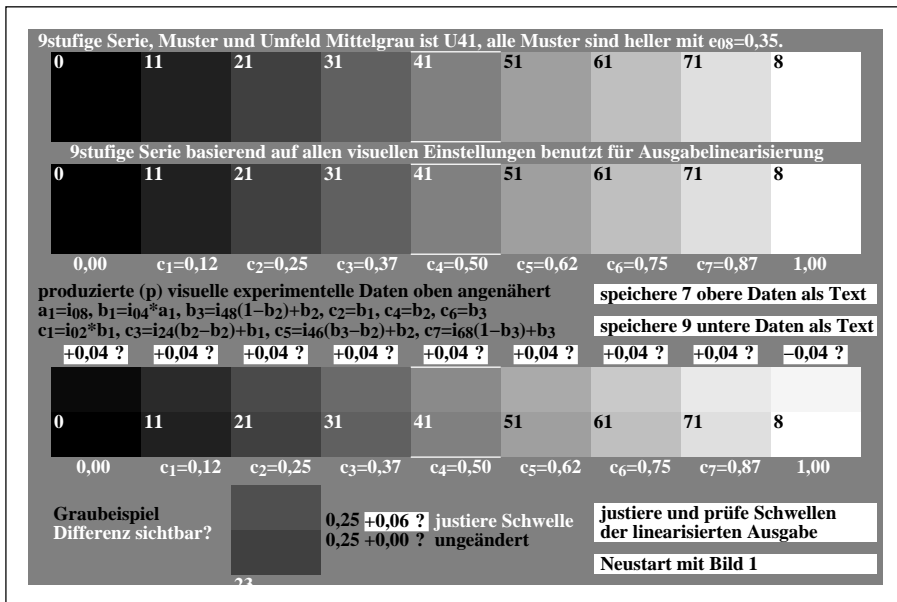 9stufige Serie, Muster und Umfeld Mittelgrau ist U41, alle Muster sind heller mit e08=0,35.
0 11 21 31 41 51 61 71 8
9stufige Serie basierend auf allen visuellen Einstellungen benutzt für Ausgabelinearisierung
0 11 21 31 41 51 61 71 8
0,00 c1=0,12 c2=0,25 c3=0,37 c4=0,50 c5=0,62 c6=0,75 c7=0,87 1,00
produzierte (p) visuelle experimentelle Daten oben angenähert
a1=i08, b1=i04*a1, b3=i48(1-b2)+b2, c2=b1, c4=b2, c6=b3
c1=i02*b1, c3=i24(b2-b2)+b1, c5=i46(b3-b2)+b2, c7=i68(1-b3)+b3
speichere 7 obere Daten als Text
speichere 9 untere Daten als Text
+0,04 ? +0,04 ? +0,04 ? +0,04 ? +0,04 ? +0,04 ? +0,04 ? +0,04 ? −0,04 ?
0 11 21 31 41 51 61 71 8
0,00 c1=0,12 c2=0,25 c3=0,37 c4=0,50 c5=0,62 c6=0,75 c7=0,87 1,00
Graubeispiel
Differenz sichtbar?
0,25 +0,06 ? justiere Schwelle
0,25 +0,00 ? ungeändert
23
justiere und prüfe Schwellen
der linearisierten Ausgabe
Neustart mit Bild 1